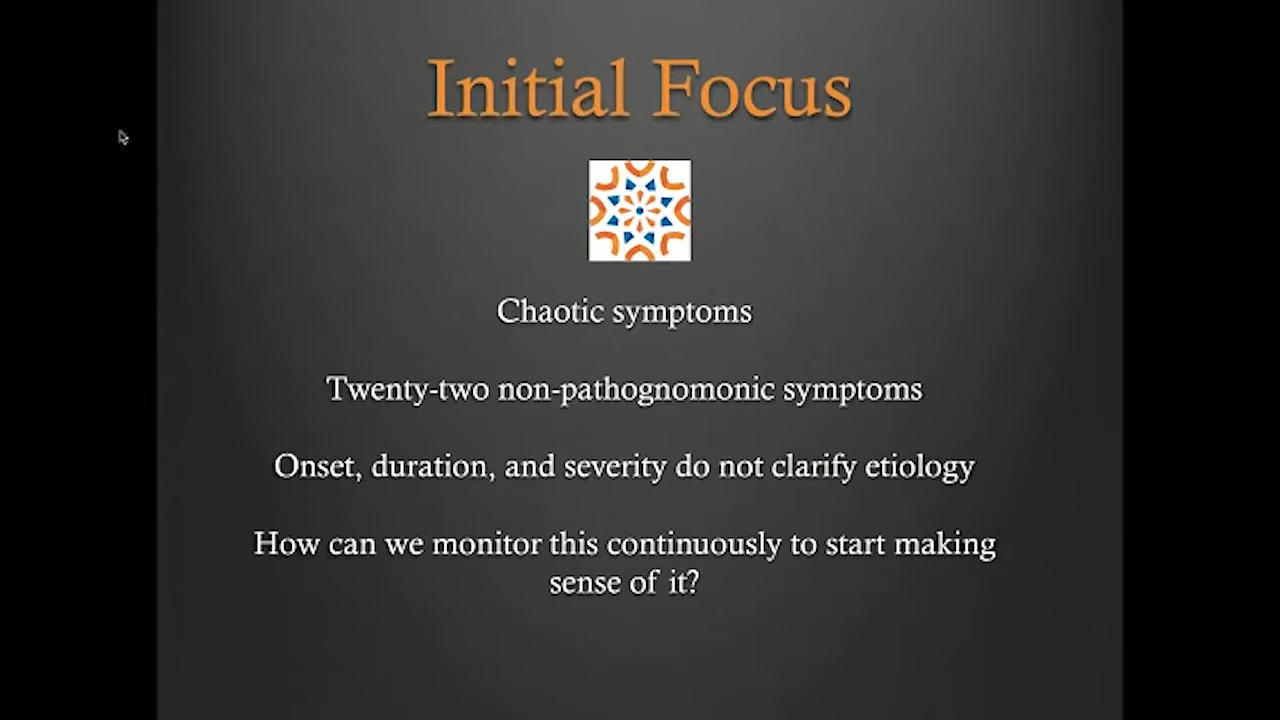 Initial Focus
Chaotic symptoms
Twenty-two non-pathognomonic symptoms
Onset, duration, and severity do not clarify etiology
How can we monitor this continuously to start making
sense of it?